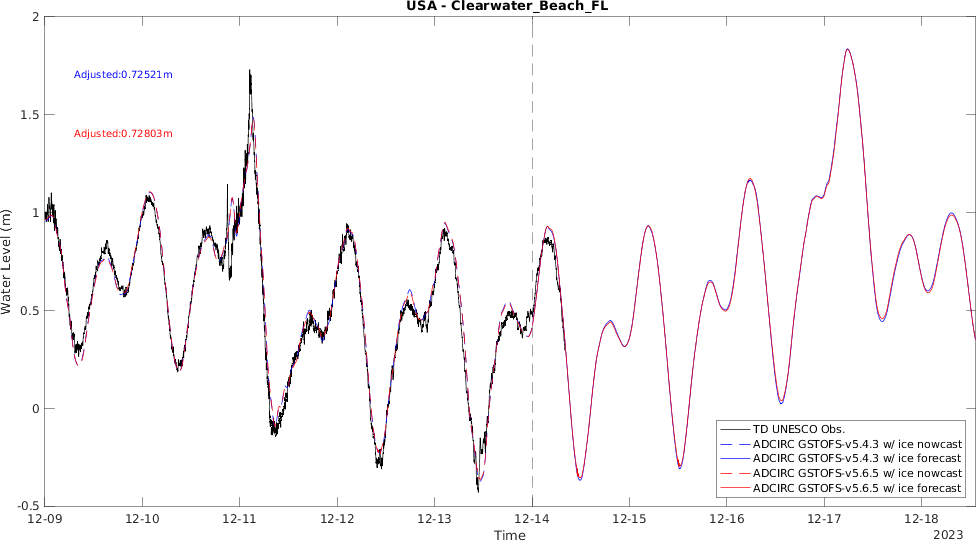 USA - Clearwater_Beach_FL
2
Adjusted:0.72521m
1.5
Adjusted:0.72803m
1
Water Level (m)
0.5
0
TD UNESCO Obs.
ADCIRC GSTOFS-v5.4.3 w/ ice nowcast
ADCIRC GSTOFS-v5.4.3 w/ ice forecast
ADCIRC GSTOFS-v5.6.5 w/ ice nowcast
ADCIRC GSTOFS-v5.6.5 w/ ice forecast
-0.5
12-09 12-10 12-11 12-12 12-13 12-14 12-15 12-16 12-17 12-18
Time
2023